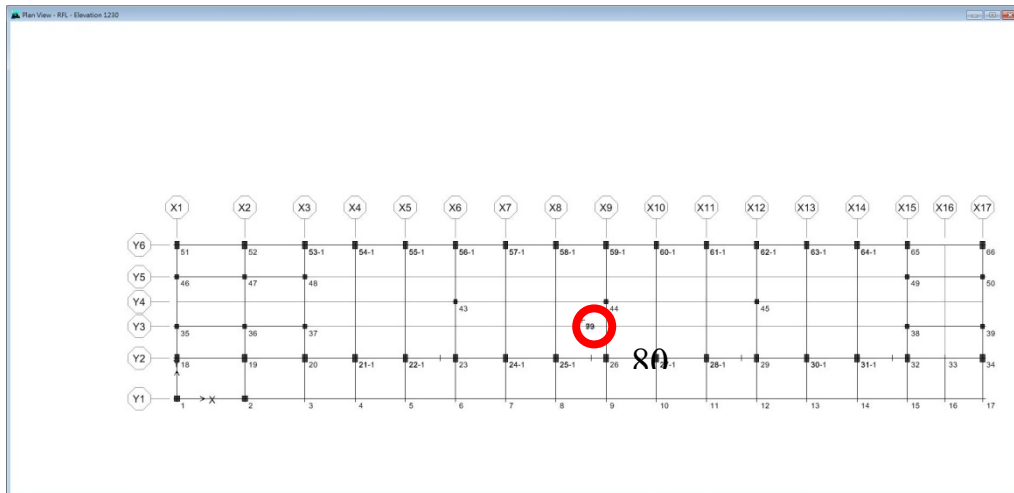 Plan View - RFL - Elevation 1230
X1 X2 X3 X4 X5 X6 X7 X8 X9 X10 X11 X12 X13 X14 X15 X16 X17
Y6
51 52 53-1 54-1 55-1 56-1 57-1 58-1 59-1 60-1 61-1 62-1 63-1 64-1 65 66
Y5
46 47 48 49 50
Y4
43 44 45
Y3
35 36 37 38 39
Y2
80
18 19 20 21-1 22-1 23 24-1 25-1 26 27-1 28-1 29 30-1 31-1 32 33 34
Y1
X
1 2 3 4 5 6 7 8 9 10 11 12 13 14 15 16 17